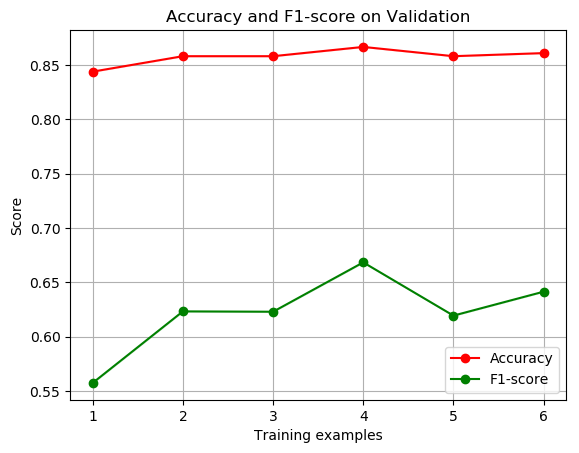 Accuracy and F1-score on Validation
0.85
0.80
0.75
0.70
0.65
0.60
0.55
Score
1 2 3 4 5 6
Training examples
Accuracy
F1-score